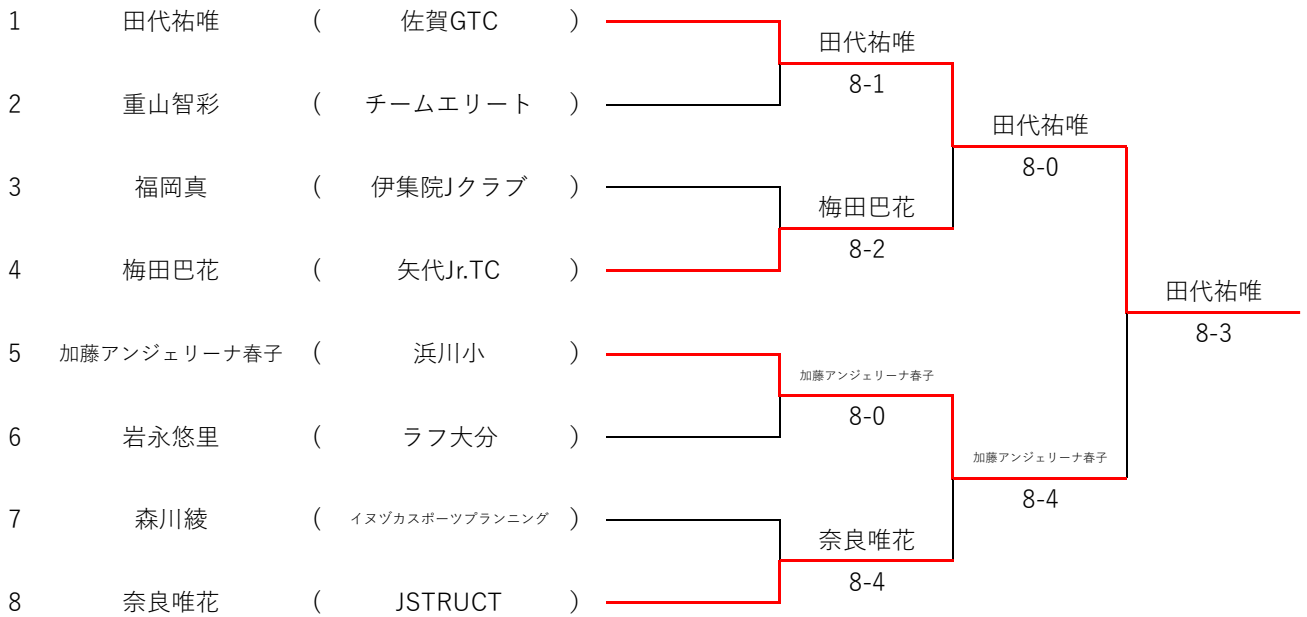 1 田代祐唯 ( 佐賀GTC )
田代祐唯
8-1
2 重山智彩 ( チームエリート )
田代祐唯
8-0
3 福岡真 ( 伊集院Jクラブ )
梅田巴花
8-2
4 梅田巴花 ( 矢代Jr.TC )
田代祐唯
8-3
5 加藤アンジェリーナ春子 ( 浜川小 )
加藤アンジェリーナ春子
8-0
6 岩永悠里 ( ラフ大分 )
加藤アンジェリーナ春子
8-4
7 森川綾 ( イヌヅカスポーツプランニング )
奈良唯花
8-4
8 奈良唯花 ( JSTRUCT )